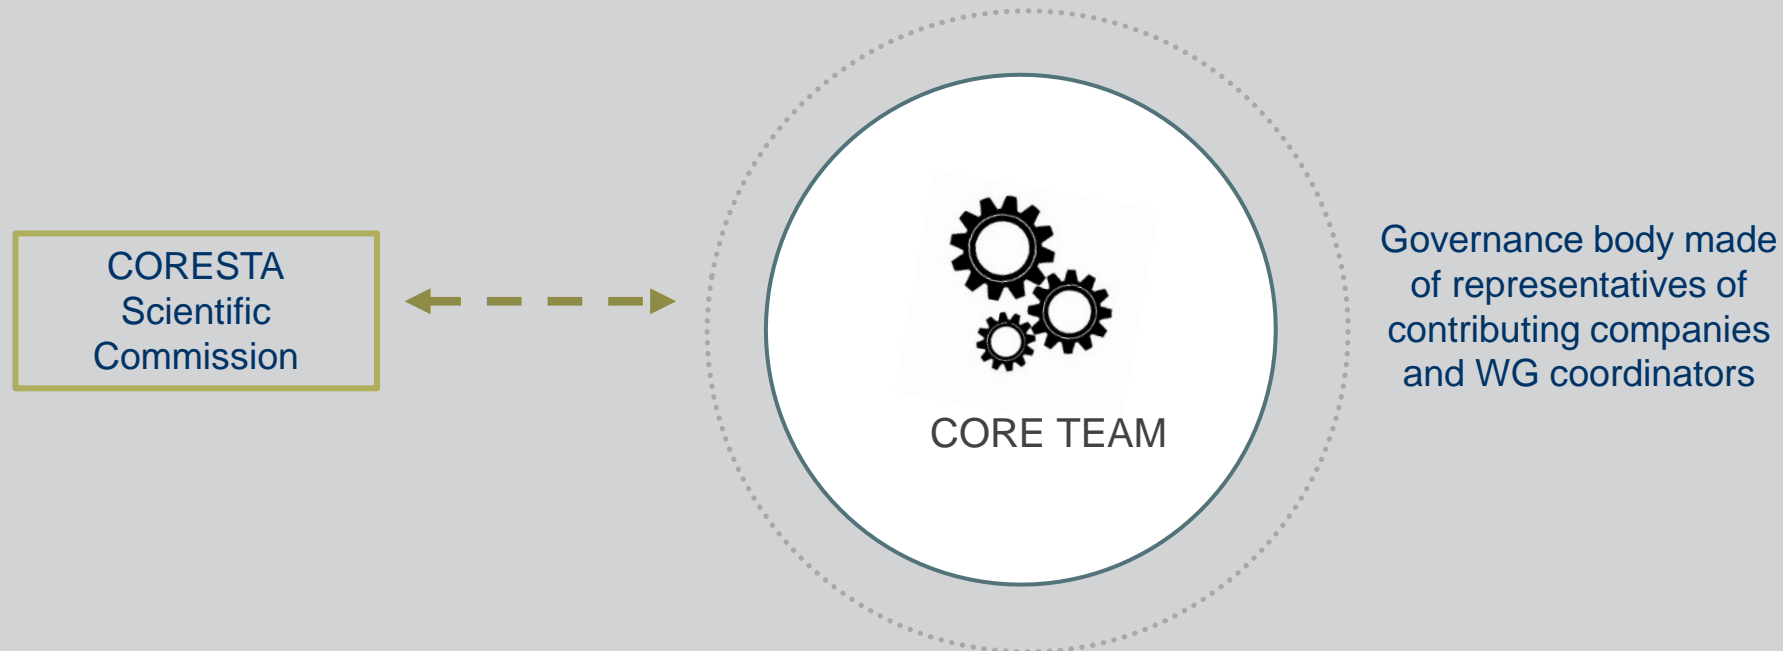 CORESTA
Scientific
Commission
CORE TEAM
Governance body made
of representatives of
contributing companies
and WG coordinators